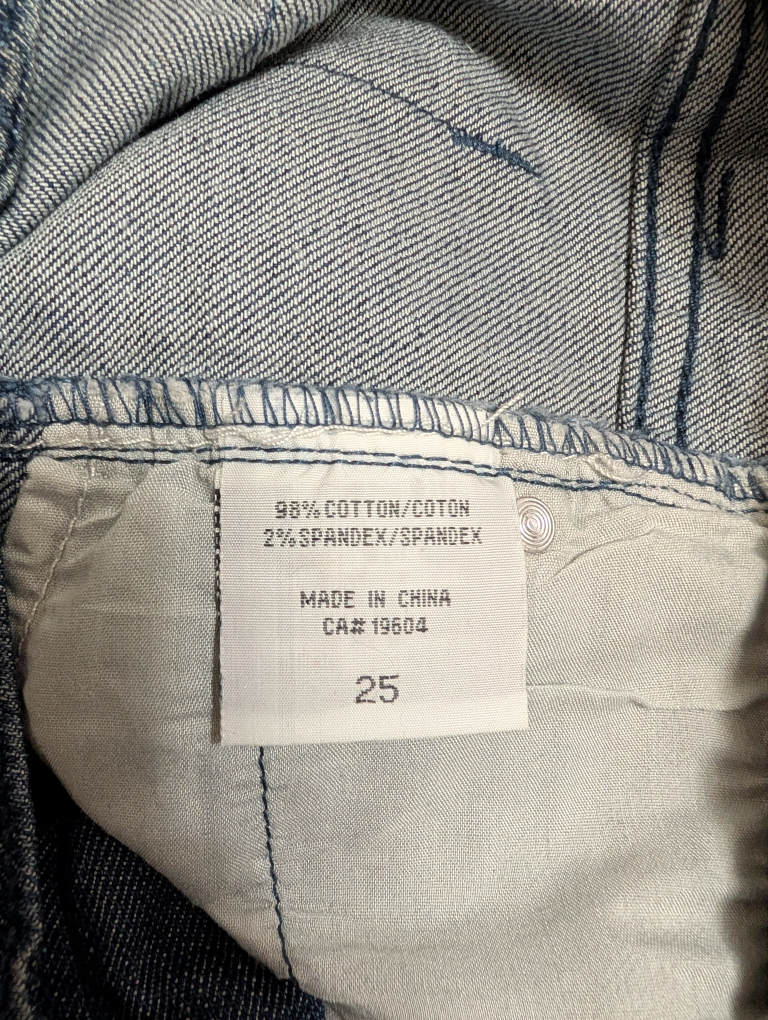 98% COTTON/COTON
2% SPANDEX/SPANDEX
MADE IN CHINA
CA# 19604
25